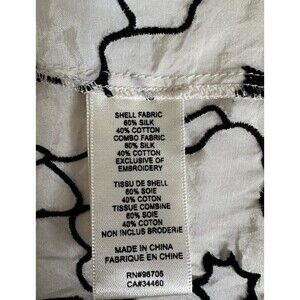 SHELL FABRIC
60% SILK
40% COTTON
COMBO FABRIC
60% SILK
40% COTTON
EXCLUSIVE OF
EMBROIDERY
TISSU DE SHELL
60% SOIE
40% COTON
TISSUE COMBINE
60% SOIE
40% COTON
NON INCLUS BRODERIE
MADE IN CHINA
FABRIQUE EN CHINE
RN#96705
CA#34460